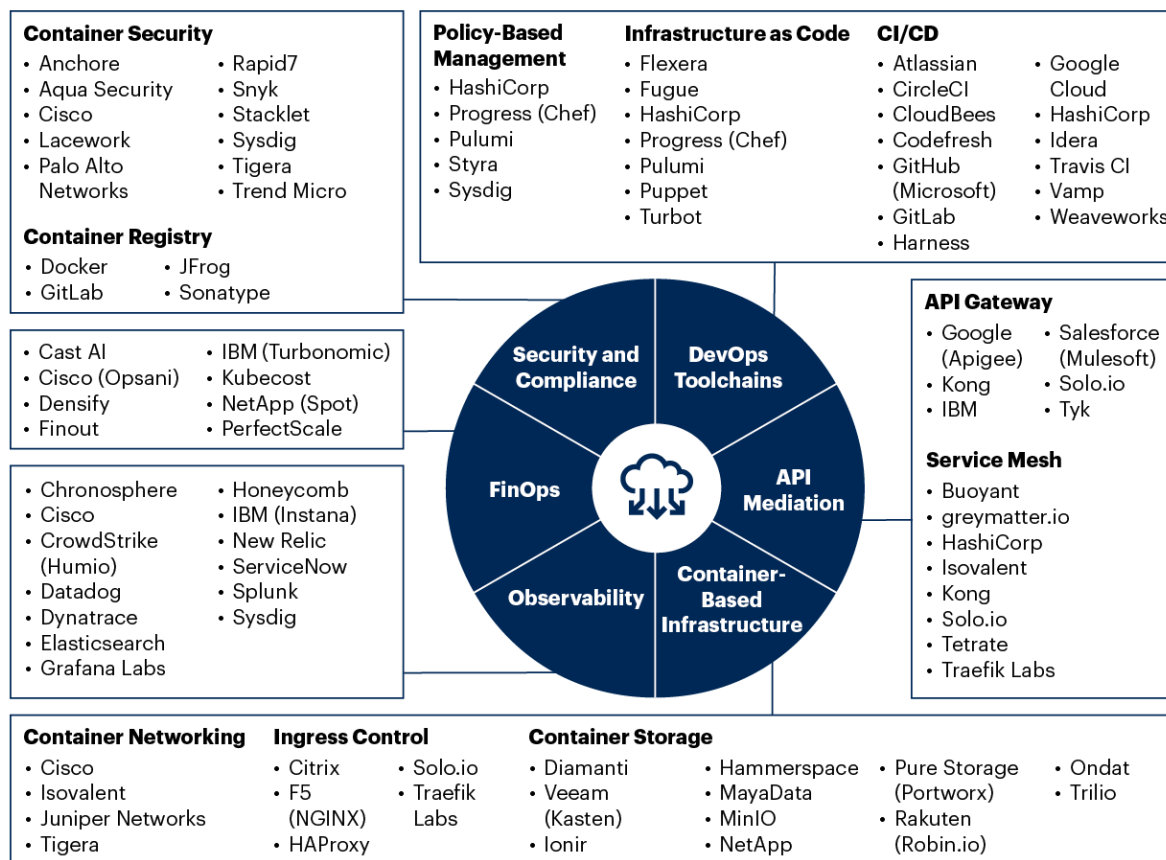 Container Security
• Anchore
• Aqua Security
• Cisco
• Lacework
• Palo Alto
Networks
• Rapid7
• Snyk
• Stacklet
• Sysdig
• Tigera
• Trend Micro
Container Registry
• Docker
• GitLab
• JFrog
• Sonatype
Policy-Based
Management
• HashiCorp
• Progress (Chef)
• Pulumi
• Styra
• Sysdig
Infrastructure as Code
• Flexera
• Fugue
• HashiCorp
• Progress (Chef)
• Pulumi
• Puppet
• Turbot
CI/CD
• Atlassian
• CircleCI
• CloudBees
• Codefresh
• GitHub
(Microsoft)
• GitLab
• Harness
• Google
Cloud
• HashiCorp
• Idera
• Travis CI
• Vamp
• Weaveworks
• Cast AI
• Cisco (Opsani)
• Densify
• Finout
• IBM (Turbonomic)
• Kubecost
• NetApp (Spot)
• PerfectScale
Security and
Compliance
DevOps
Toolchains
FinOps
API
Mediation
Observability
Container-
Based
Infrastructure
API Gateway
• Google
(Apigee)
• Kong
• IBM
• Salesforce
(Mulesoft)
• Solo.io
• Tyk
Service Mesh
• Buoyant
• greymatter.io
• HashiCorp
• Isovalent
• Kong
• Solo.io
• Tetrate
• Traefik Labs
• Chronosphere
• Cisco
• CrowdStrike
(Humio)
• Datadog
• Dynatrace
• Elasticsearch
• Grafana Labs
• Honeycomb
• IBM (Instana)
• New Relic
• ServiceNow
• Splunk
• Sysdig
Container Networking
• Cisco
• Isovalent
• Juniper Networks
• Tigera
Ingress Control
• Citrix
• F5
(NGINX)
• HAProxy
• Solo.io
• Traefik
Labs
Container Storage
• Diamanti
• Veeam
(Kasten)
• Ionir
• Hammerspace
• MayaData
• MinIO
• NetApp
• Pure Storage
(Portworx)
• Rakuten
(Robin.io)
• Ondat
• Trilio